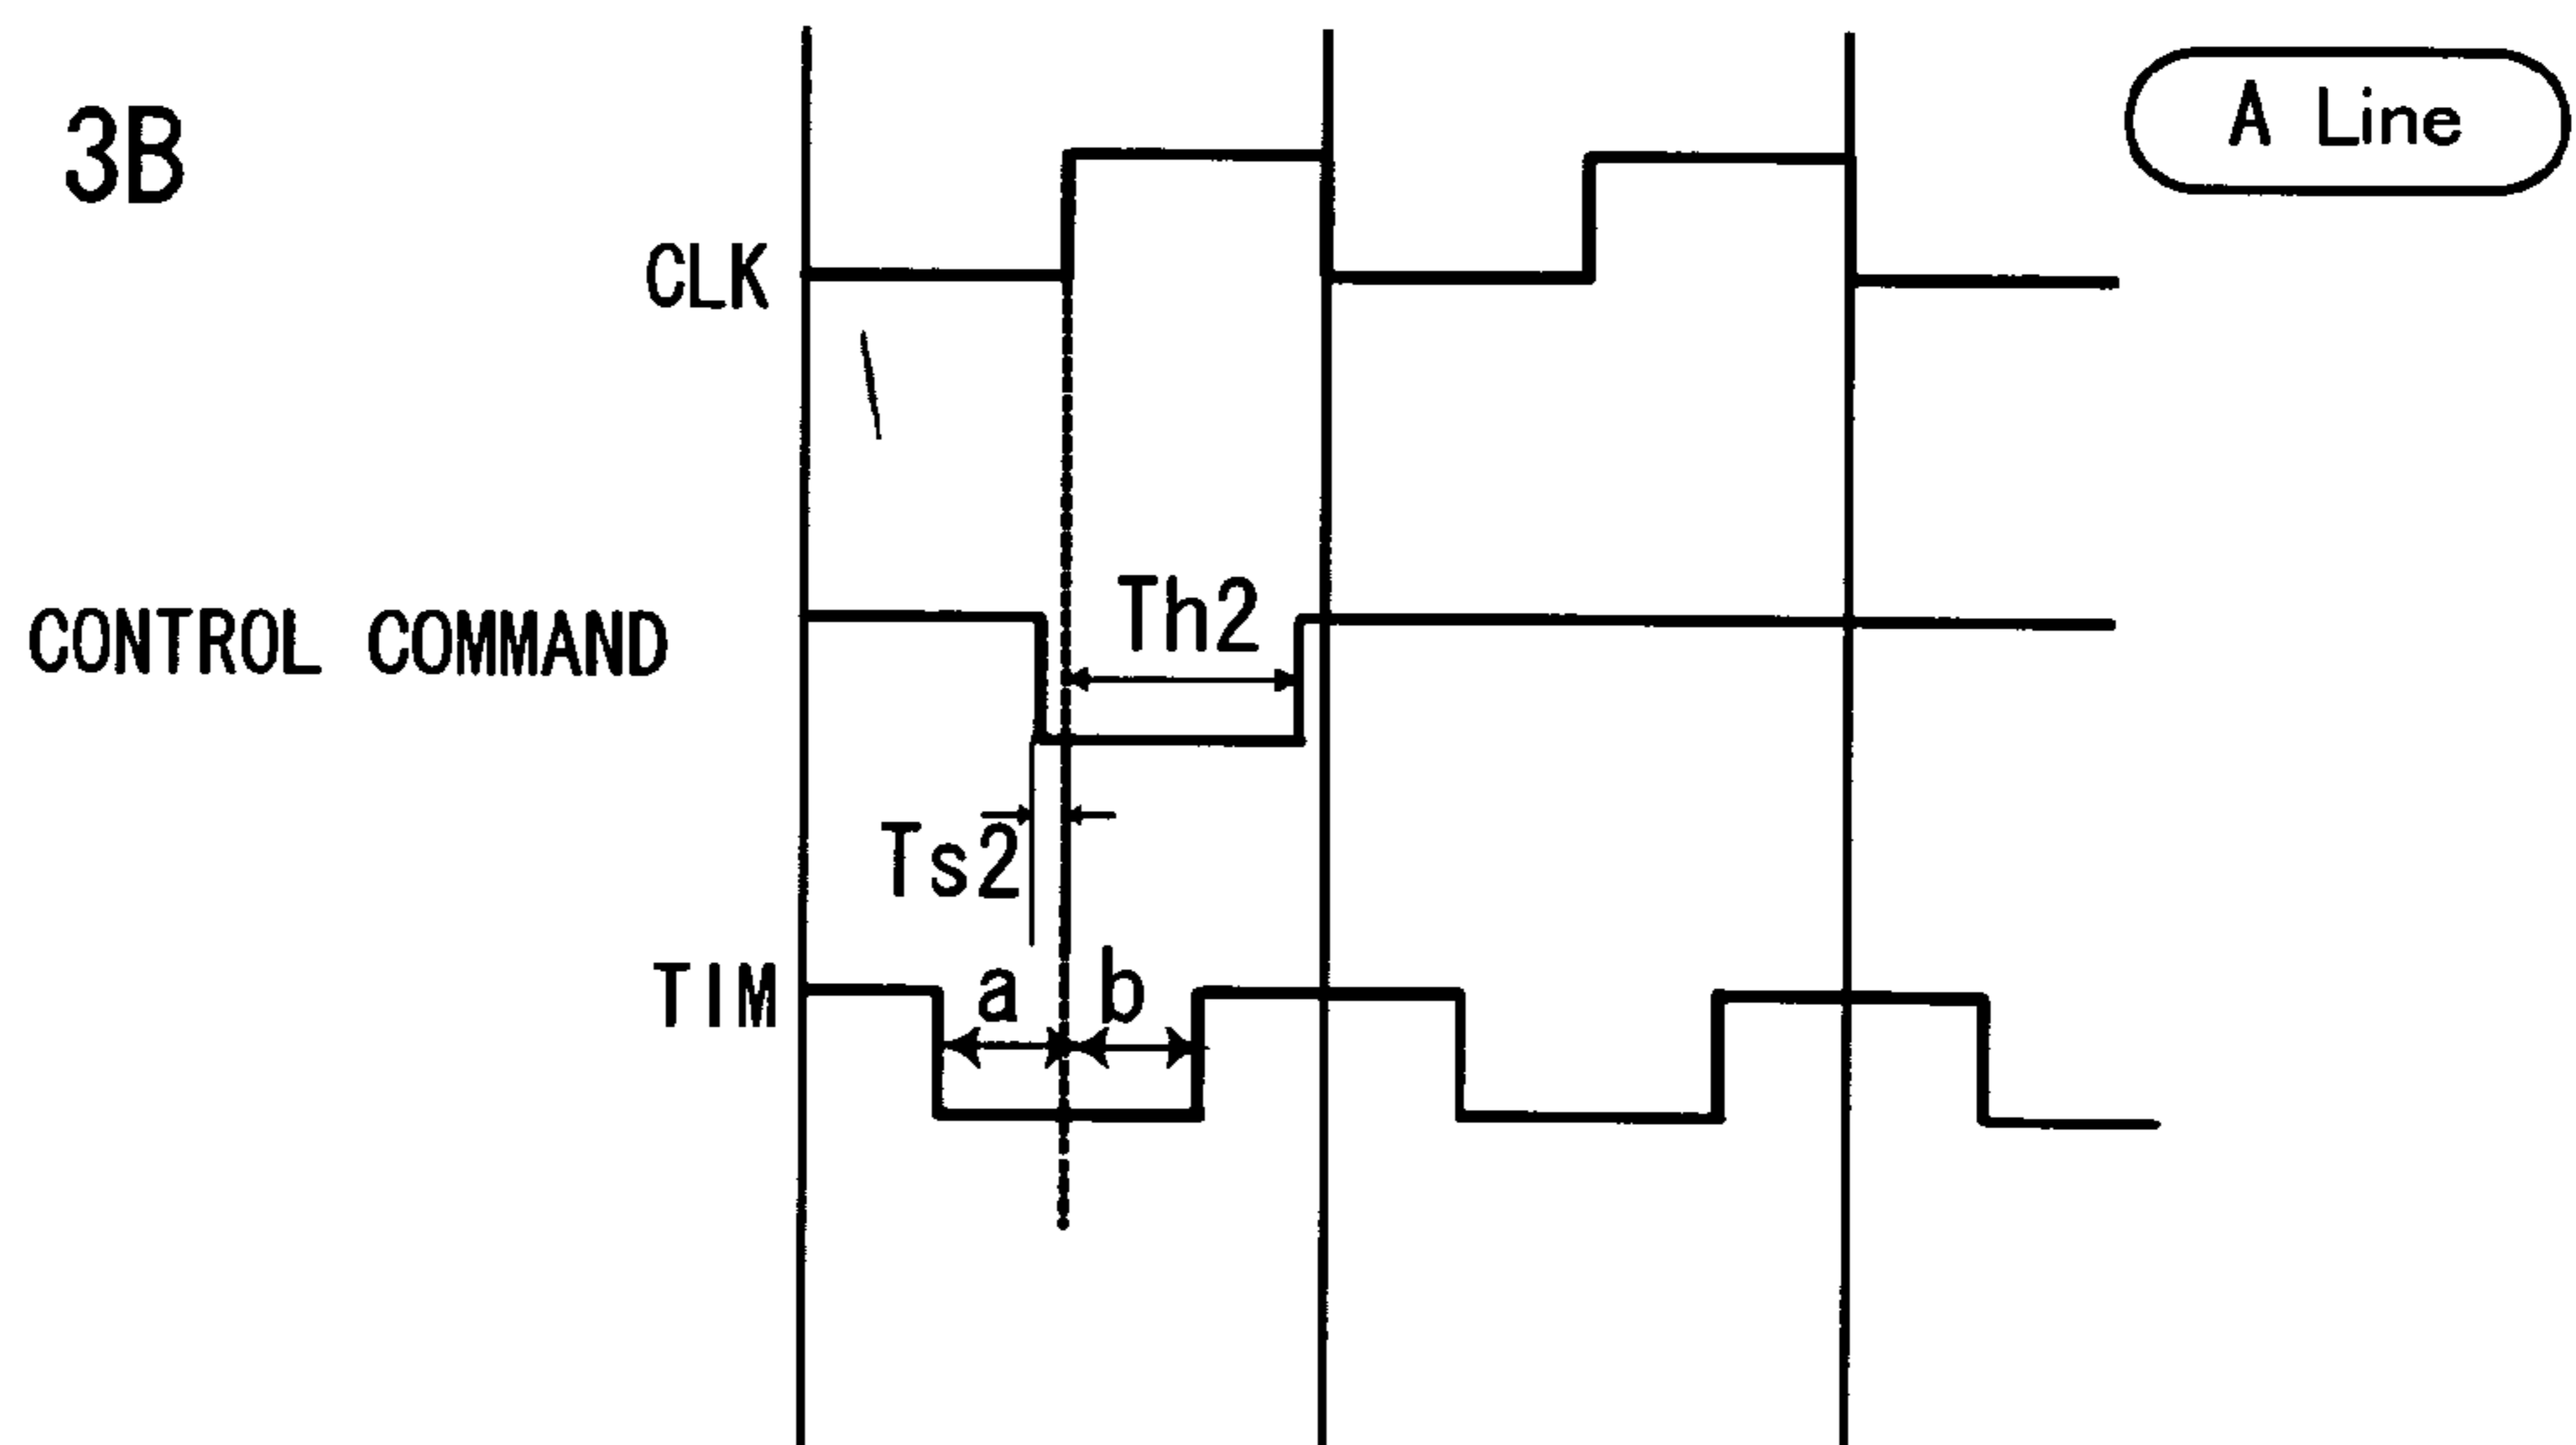 3B
A Line
CLK
Th2
CONTROL COMMAND
Ts2
TIM
a
b